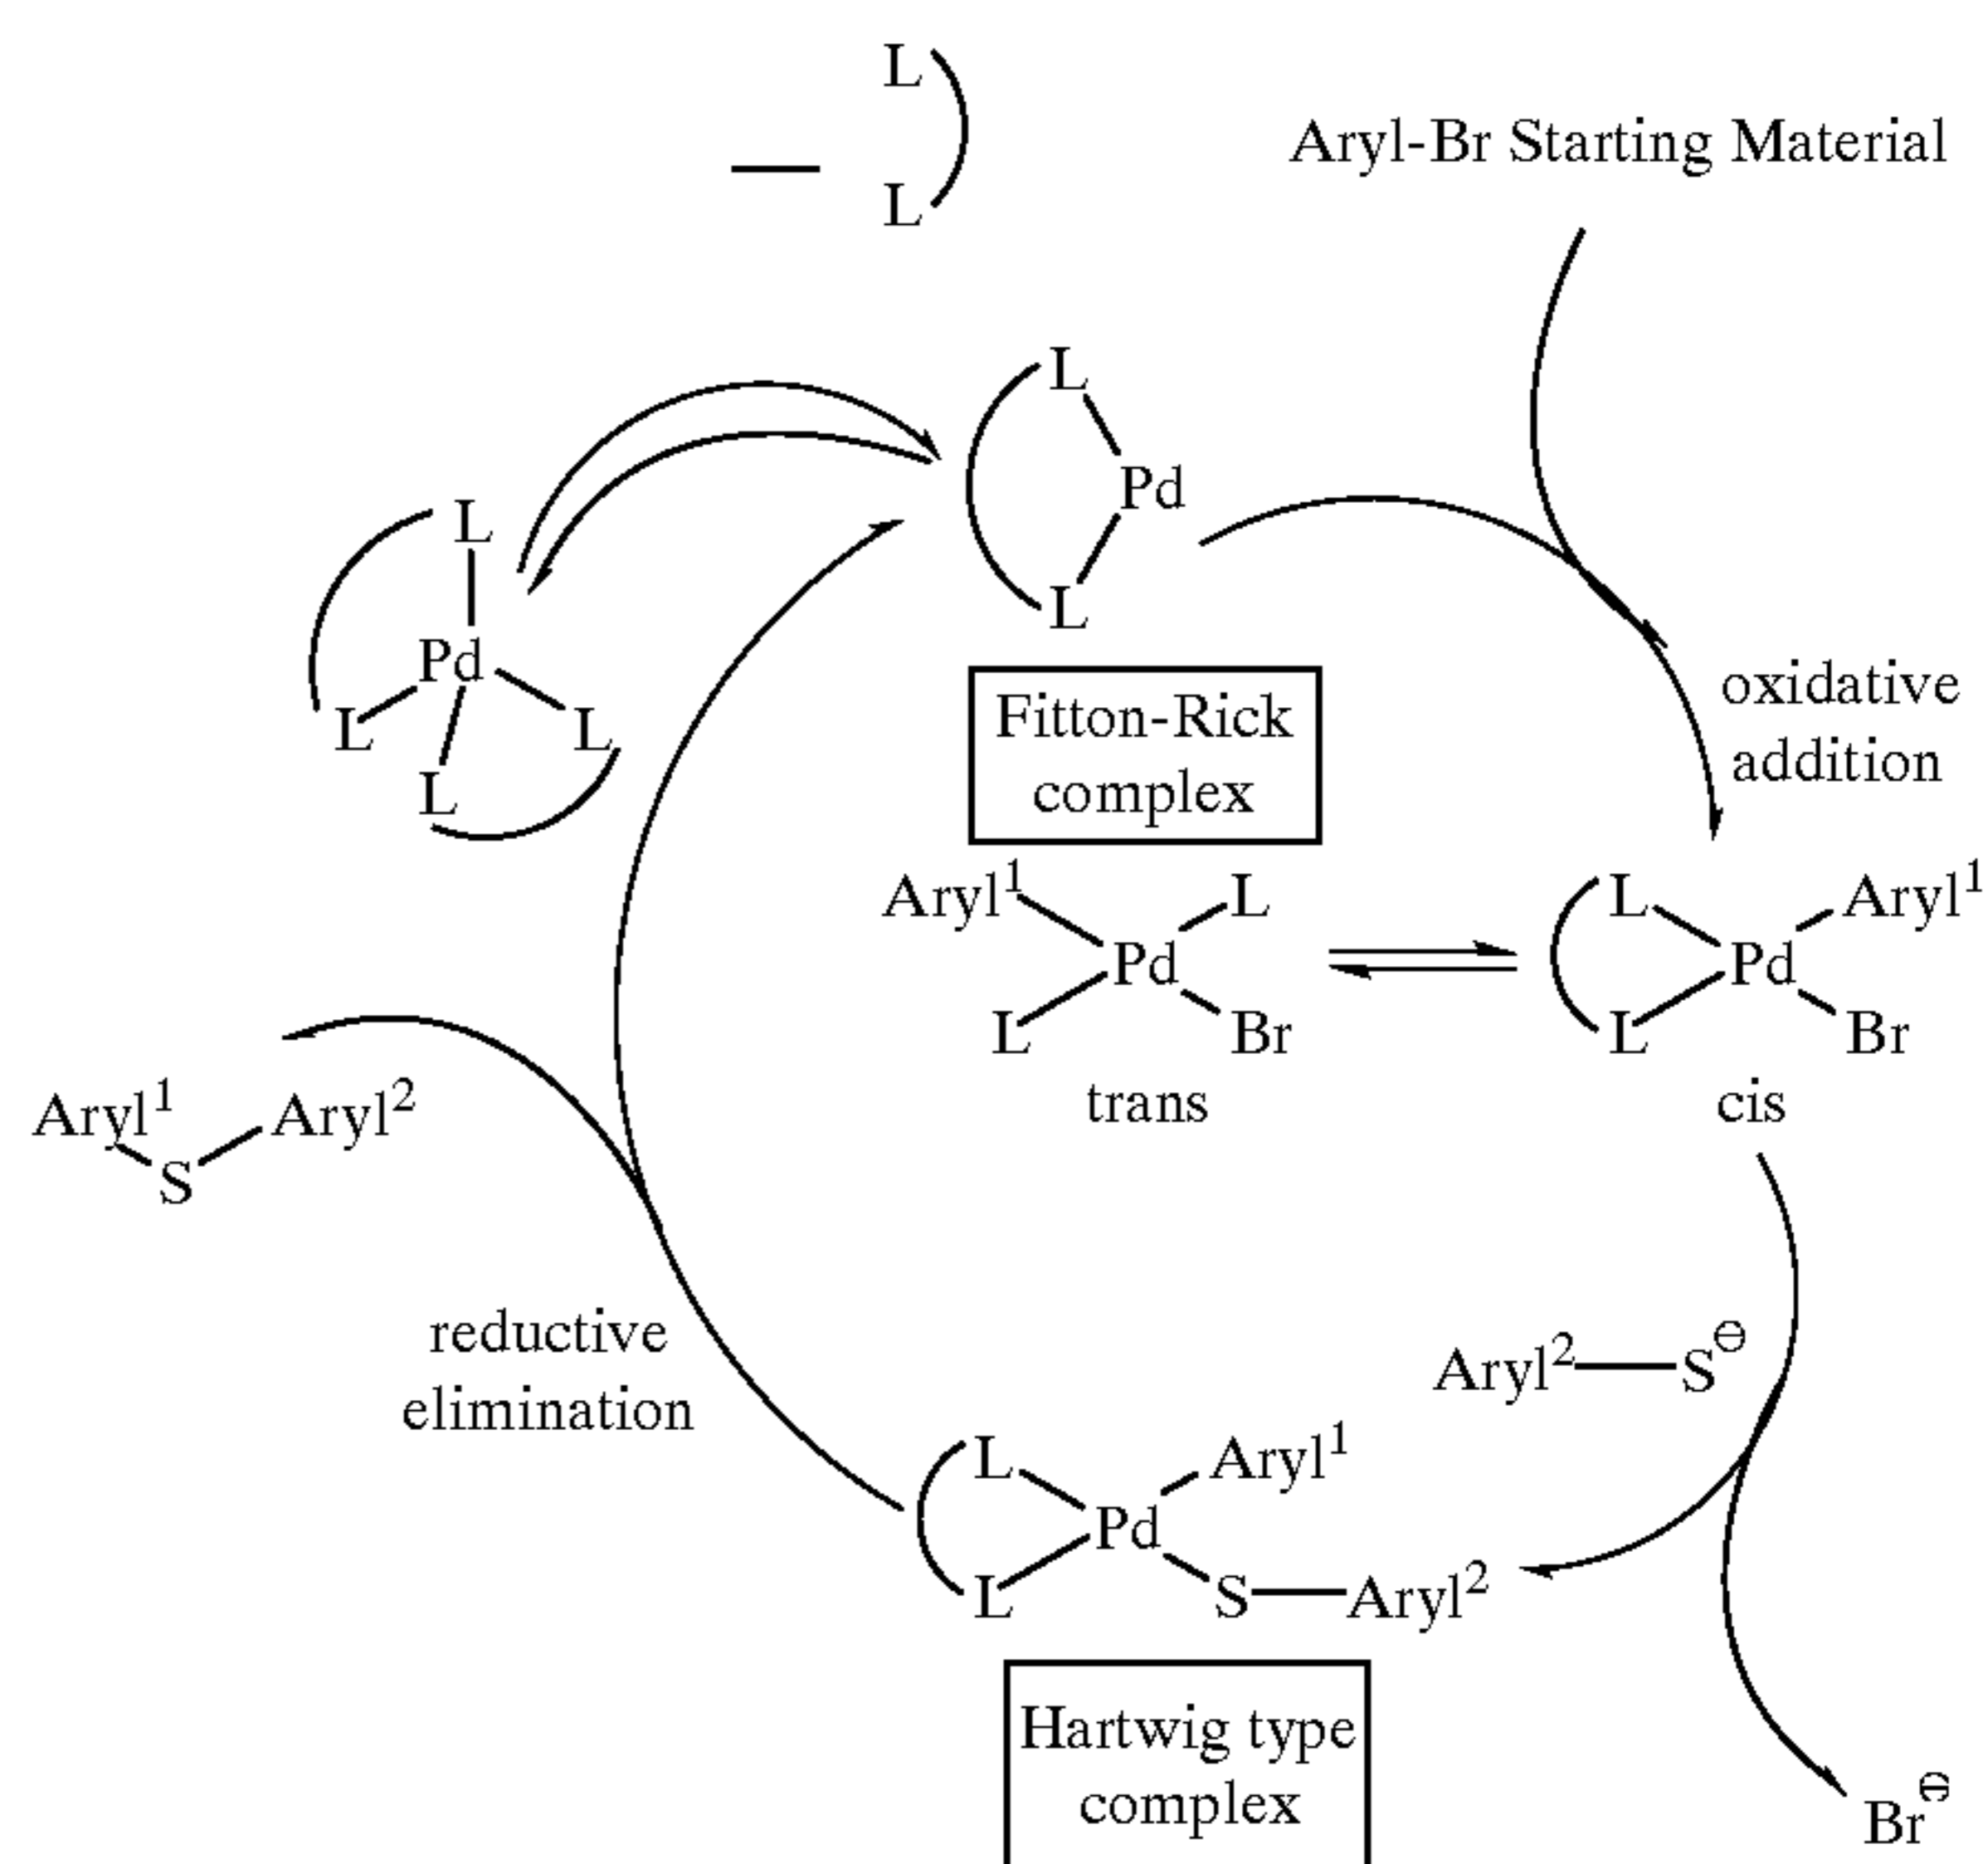 L
Aryl-Br Starting Material
L
L
Pd
L
L
Pd
L
L
L
Fitton-Rick
complex
oxidative
addition
Aryl¹
L
Pd
L
Br
trans
L
Aryl¹
Pd
L
Br
cis
Aryl¹
Aryl²
S
Aryl²
S⊖
reductive
elimination
L
Aryl¹
Pd
L
S
Aryl²
Hartwig type
complex
Br⊖